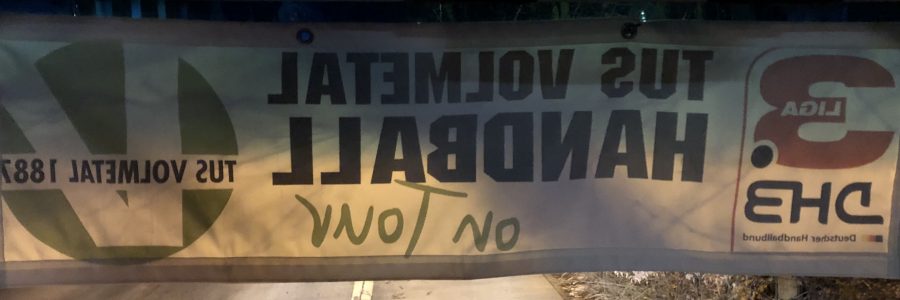 3.
LIGA
DHB
Deutscher Handballbund
TUS VOLMETAL
HANDBALL
on Tour
TUS VOLMETAL 1887